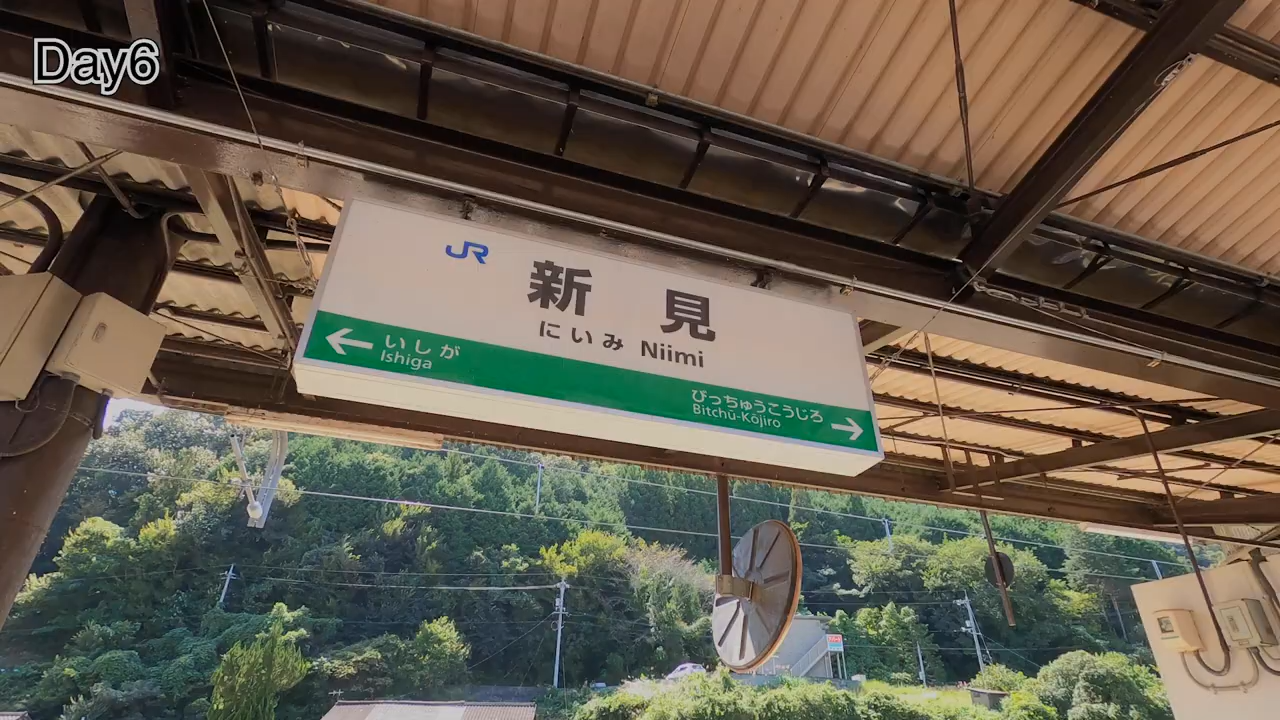 Day6
JR
新見
にいみ Niimi
← いしが
Ishiga
びっちゅうこうじろ →
Bitchū-Kōjiro